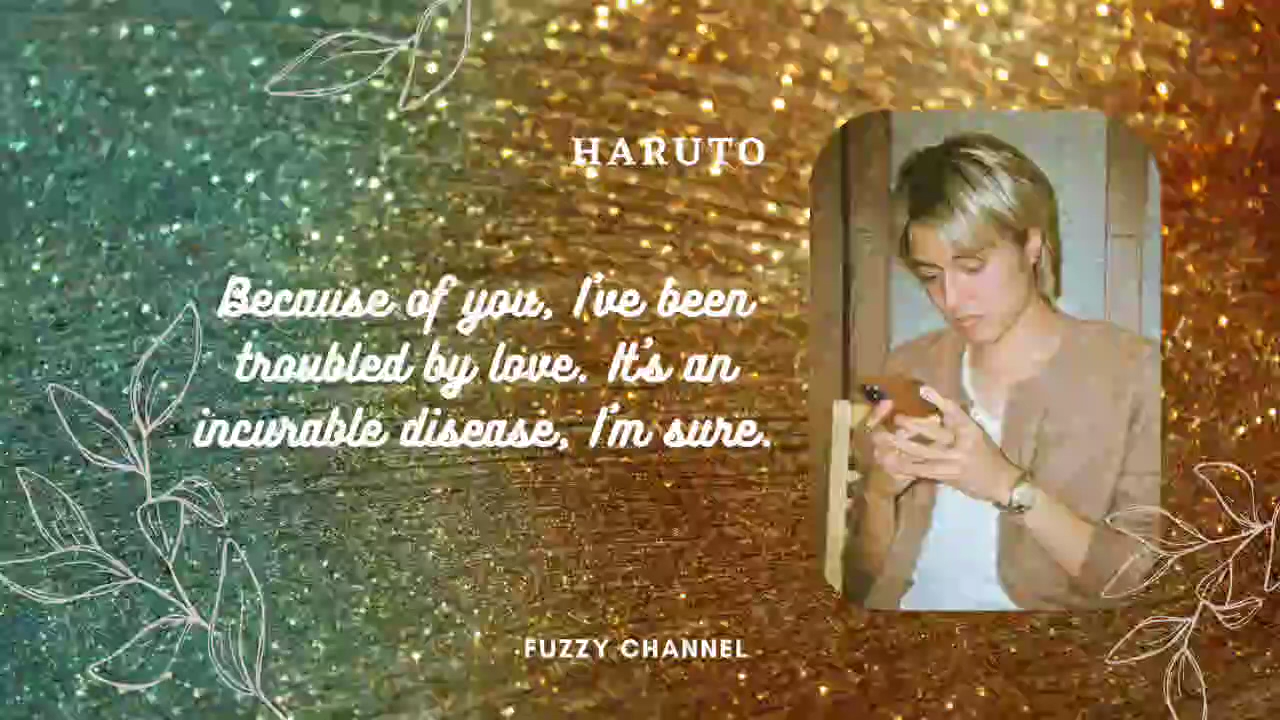 HARUTO
Because of you, I've been
troubled by love. It's an
incurable disease, I'm sure.
FUZZY CHANNEL